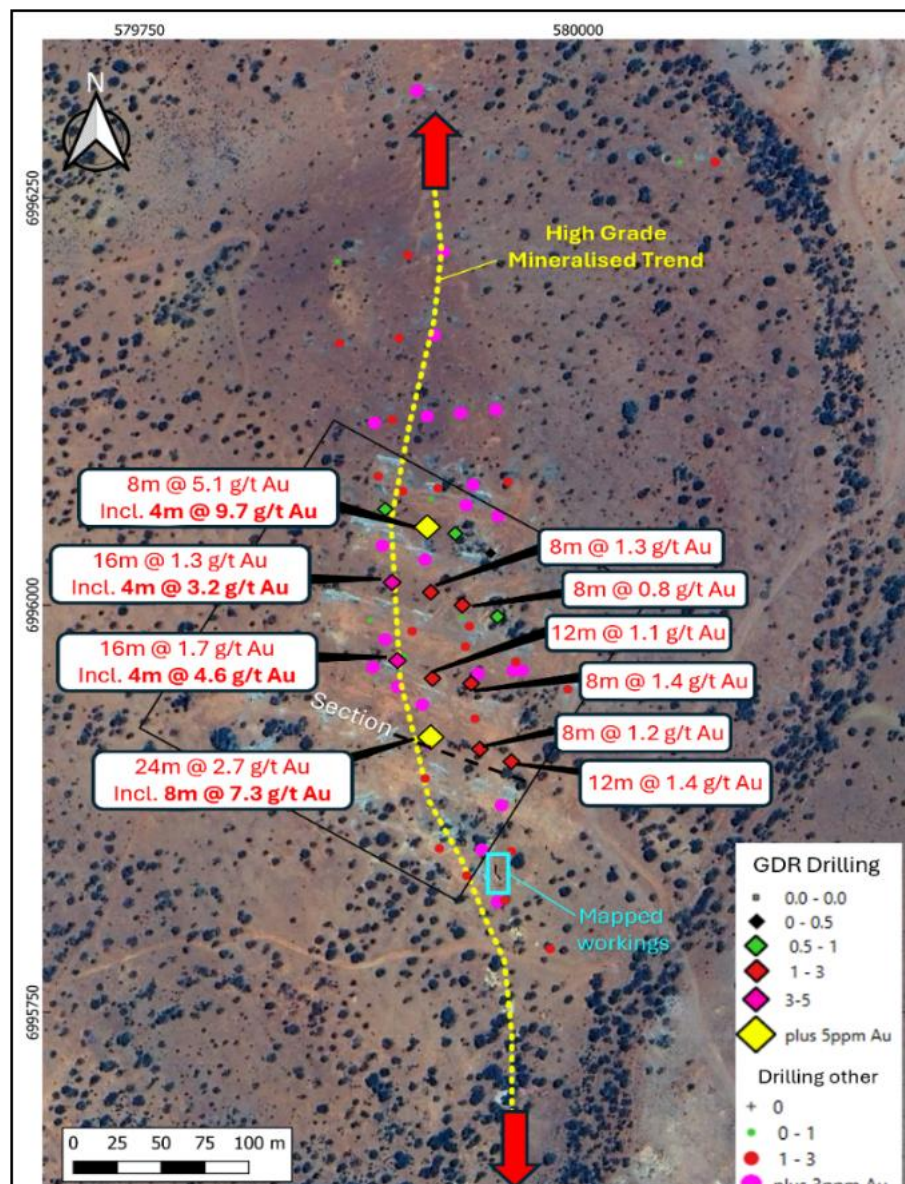 579750
580000
N
6996250
High Grade
Mineralised Trend
8m @ 5.1 g/t Au
Incl. 4m @ 9.7 g/t Au
8m @ 1.3 g/t Au
16m @ 1.3 g/t Au
Incl. 4m @ 3.2 g/t Au
8m @ 0.8 g/t Au
6996000
12m @ 1.1 g/t Au
16m @ 1.7 g/t Au
Incl. 4m @ 4.6 g/t Au
8m @ 1.4 g/t Au
Section
8m @ 1.2 g/t Au
24m @ 2.7 g/t Au
Incl. 8m @ 7.3 g/t Au
12m @ 1.4 g/t Au
Mapped
workings
6995750
GDR Drilling
0.0 - 0.0
0 - 0.5
0.5 - 1
1 - 3
3-5
plus 5ppm Au
Drilling other
0
0 - 1
1 - 3
plus 3ppm Au
0 25 50 75 100 m